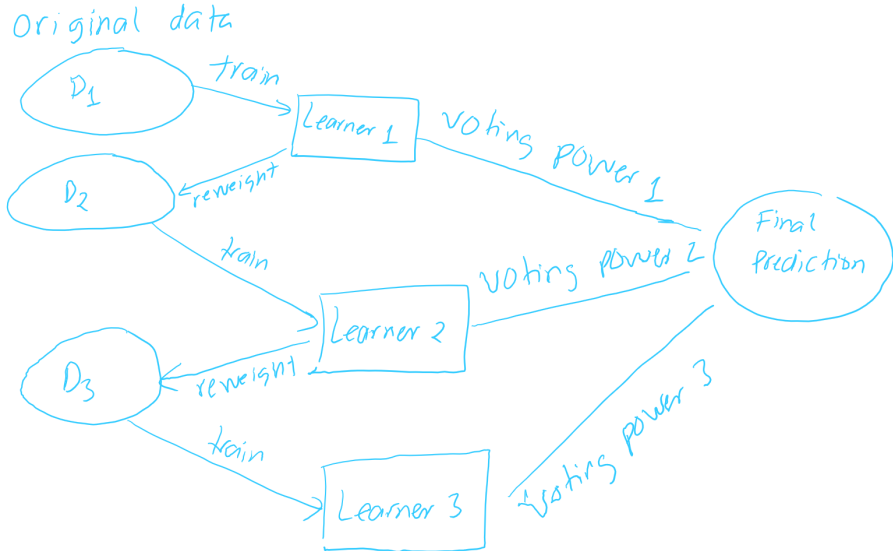 Original data
D1
train
Learner 1
voting power 1
reweight
D2
train
Learner 2
voting power 2
Final
Prediction
reweight
D3
train
Learner 3
voting power 3